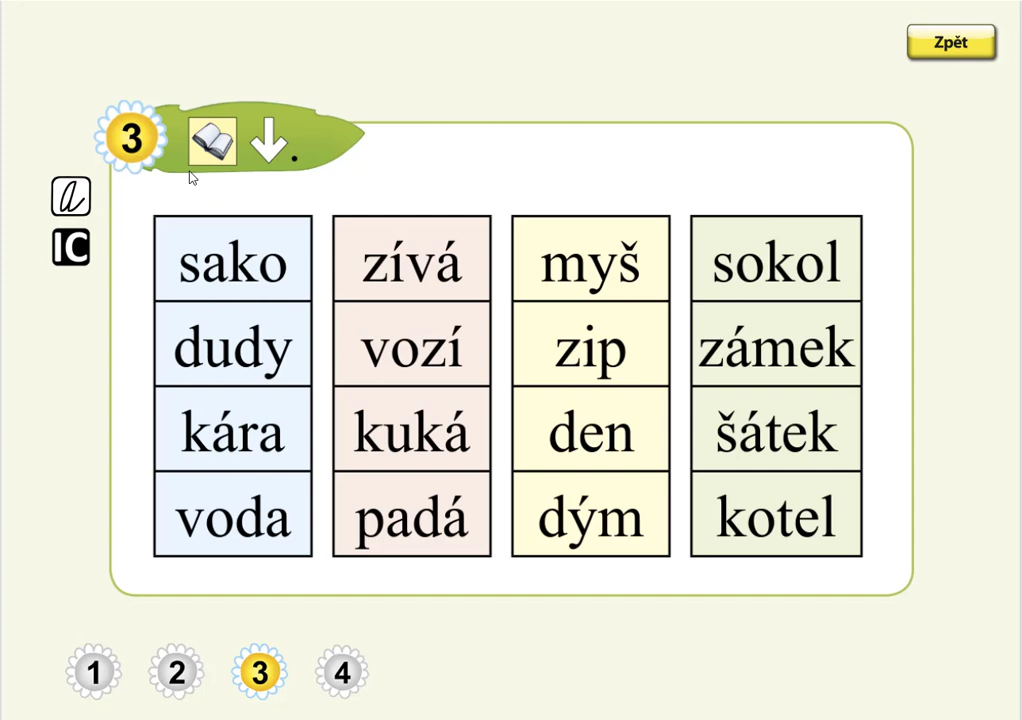 Zpět
3 .
a
IC
sako zívá myš sokol
dudy vozí zip zámek
kára kuká den šátek
voda padá dým kotel
1 2 3 4